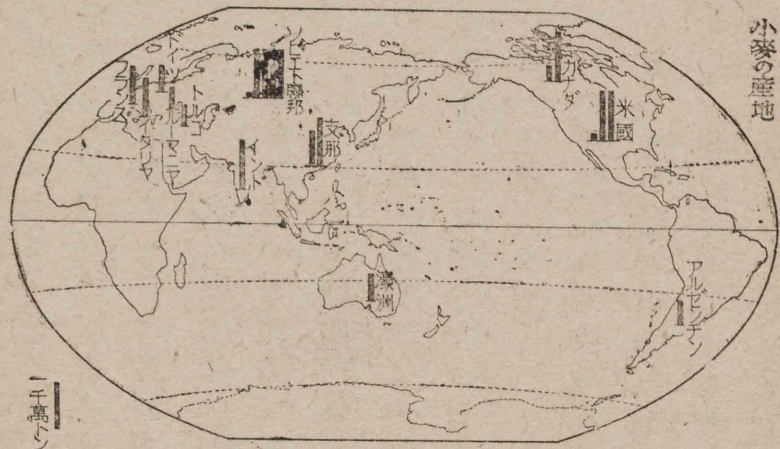 小麥の産地
カナダ
米國
アルゼンチン
ソビエト聯邦
支那
インド
濠洲
ドイツ
トルコ
ルーマニア
イタリヤ
フランス
一千萬トン